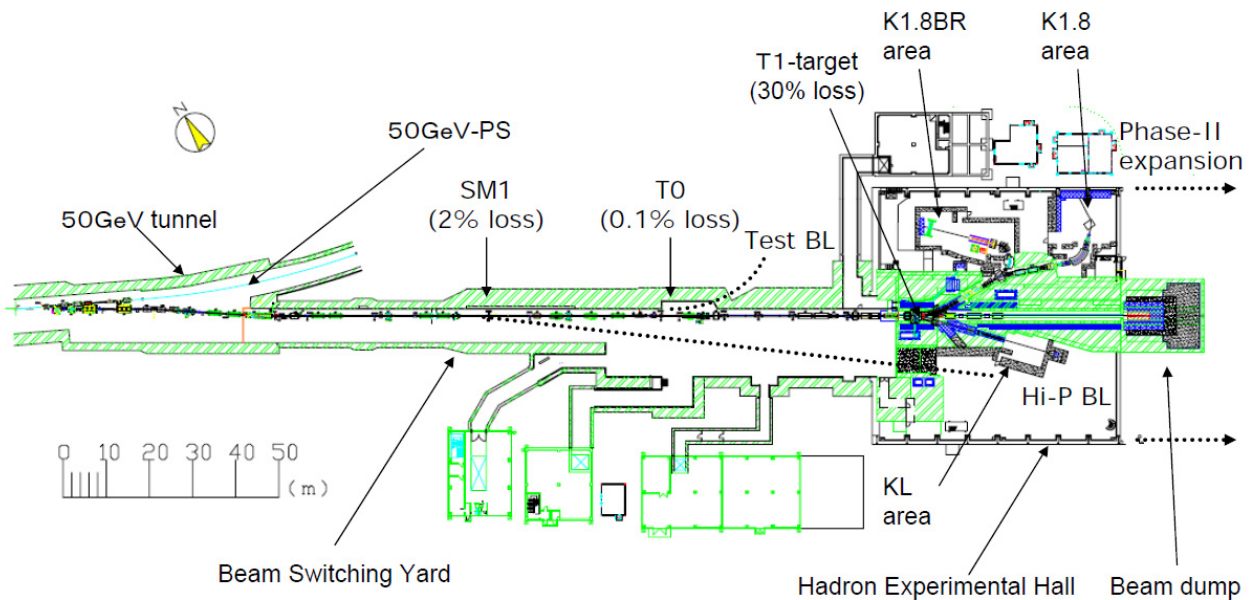 K1.8BR
area
K1.8
area
T1-target
(30% loss)
N
50GeV-PS
Phase-II
expansion
SM1
(2% loss)
T0
(0.1% loss)
50GeV tunnel
Test BL
Hi-P BL
0 10 20 30 40 50
(m)
KL
area
Beam Switching Yard
Hadron Experimental Hall
Beam dump